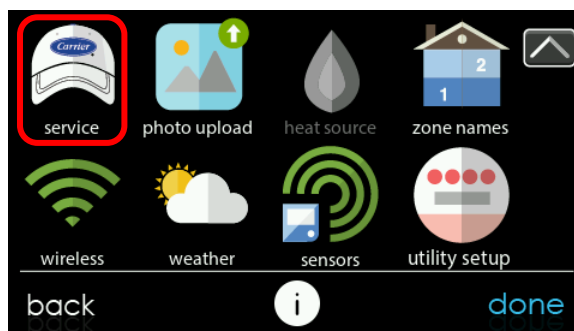 Carrier
2
1
service photo upload heat source zone names
wireless weather sensors utility setup
back i done